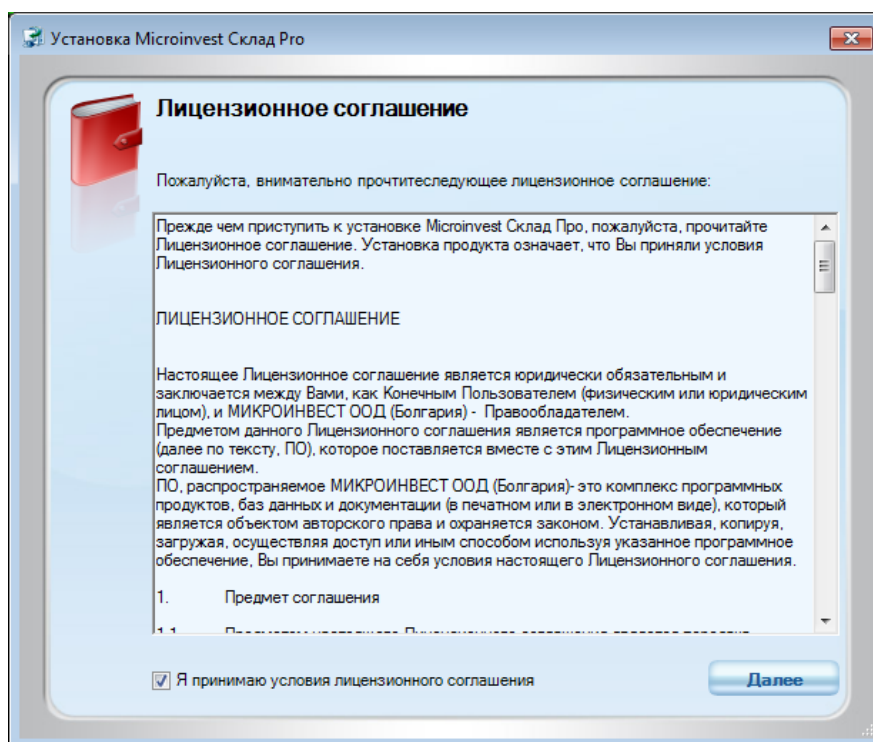 Установка Microinvest Склад Pro
Лицензионное соглашение
Пожалуйста, внимательно прочтитеследующее лицензионное соглашение:
Прежде чем приступить к установке Microinvest Склад Про, пожалуйста, прочитайте
Лицензионное соглашение. Установка продукта означает, что Вы приняли условия
Лицензионного соглашения.
ЛИЦЕНЗИОННОЕ СОГЛАШЕНИЕ
Настоящее Лицензионное соглашение является юридически обязательным и
заключается между Вами, как Конечным Пользователем (физическим или юридическим
лицом), и МИКРОИНВЕСТ ООД (Болгария) - Правообладателем.
Предметом данного Лицензионного соглашения является программное обеспечение
(далее по тексту, ПО), которое поставляется вместе с этим Лицензионным
соглашением.
ПО, распространяемое МИКРОИНВЕСТ ООД (Болгария)- это комплекс программных
продуктов, баз данных и документации (в печатном или в электронном виде), который
является объектом авторского права и охраняется законом. Устанавливая, копируя,
загружая, осуществляя доступ или иным способом используя указанное программное
обеспечение, Вы принимаете на себя условия настоящего Лицензионного соглашения.
1. Предмет соглашения
Я принимаю условия лицензионного соглашения
Далее